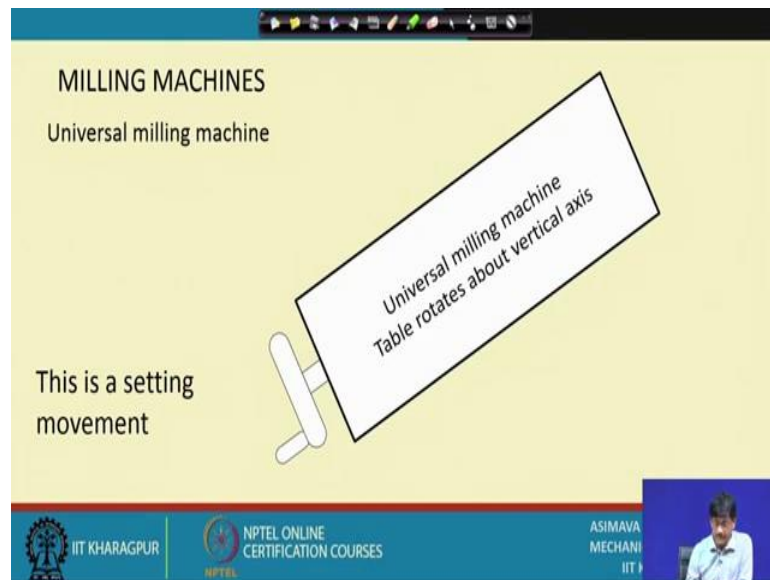 MILLING MACHINES
Universal milling machine
Universal milling machine
Table rotates about vertical axis
This is a setting
movement
IIT KHARAGPUR
NPTEL
NPTEL ONLINE
CERTIFICATION COURSES
ASIMAVA
MECHANI
IIT